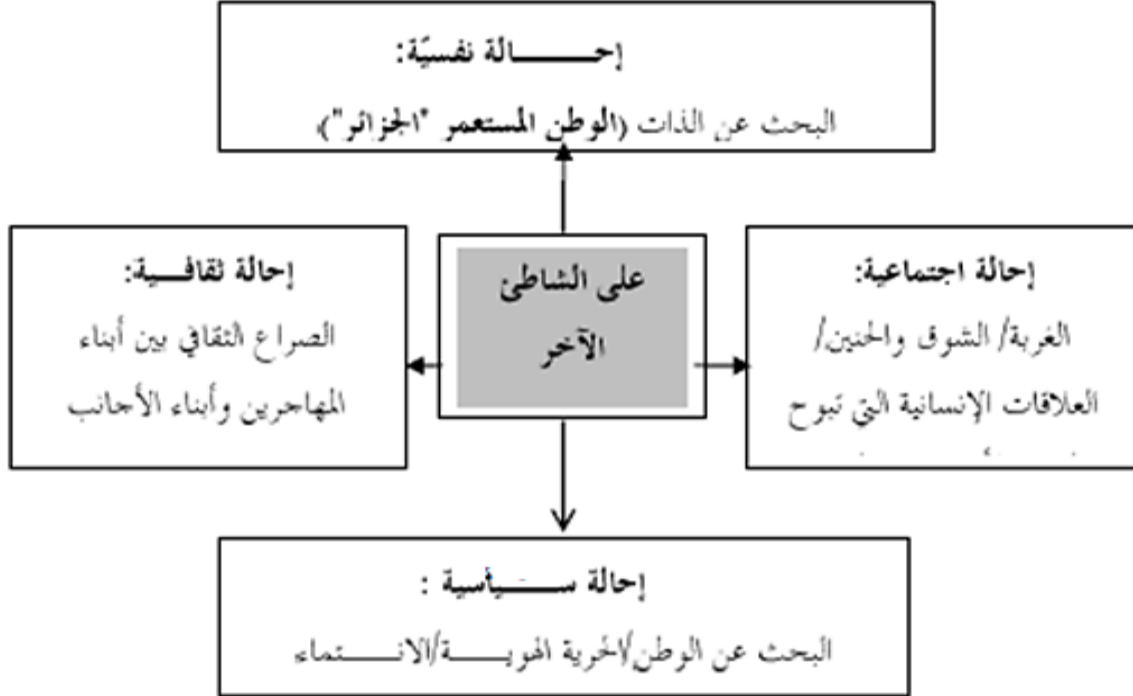 إحـــــالة نفسيّة:
البحث عن الذات (الوطن المستعمر "الجزائر")،
إحالة اجتماعية:
الغربة/ الشوق والحنين/
العلاقات الإنسانية التي تبوح
على الشاطئ
الآخر
إحالة ثقافـــية:
الصراع الثقافي بين أبناء
المهاجرين وأبناء الأجانب
إحالة ســـيأسية :
البحث عن الوطن/الحرية الهويـــة/الانـــتماء